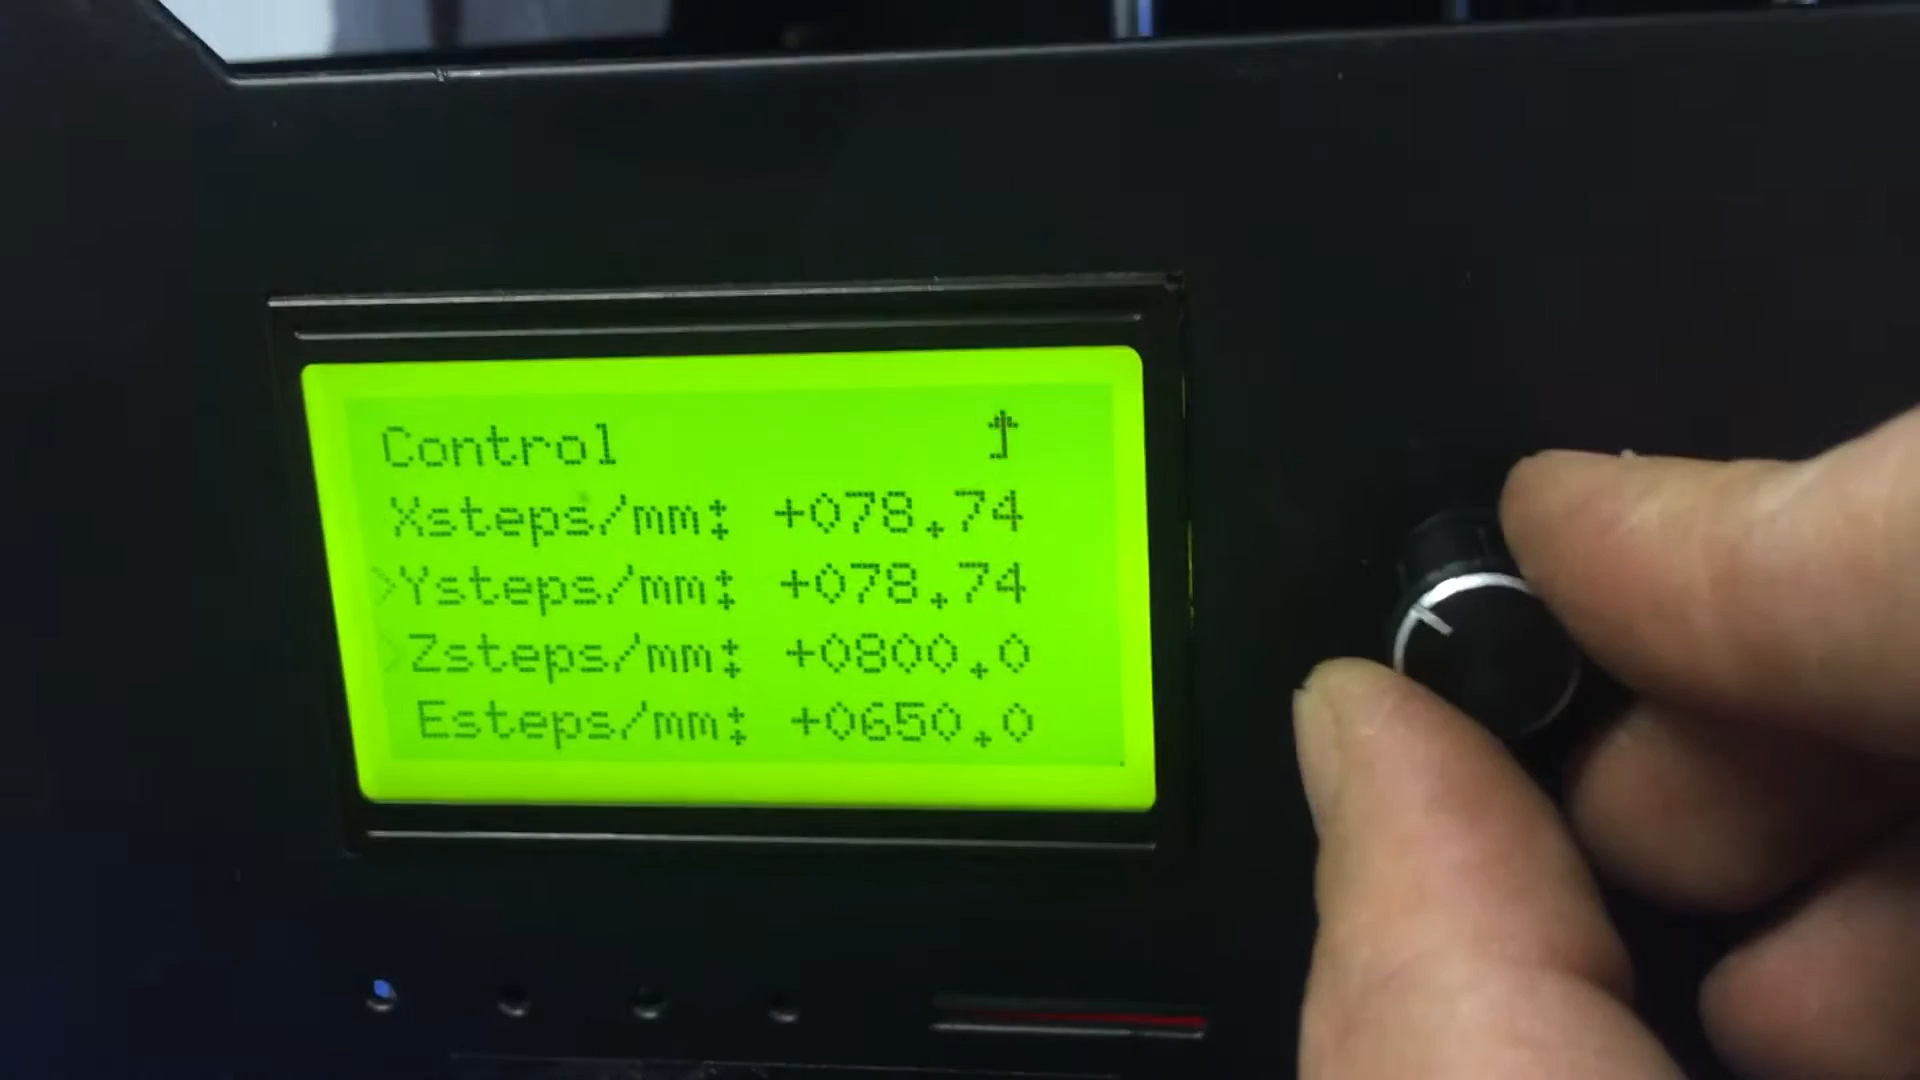 Control
Xsteps/mm: +078.74
>Ysteps/mm: +078.74
Zsteps/mm: +0800.0
Esteps/mm: +0650.0